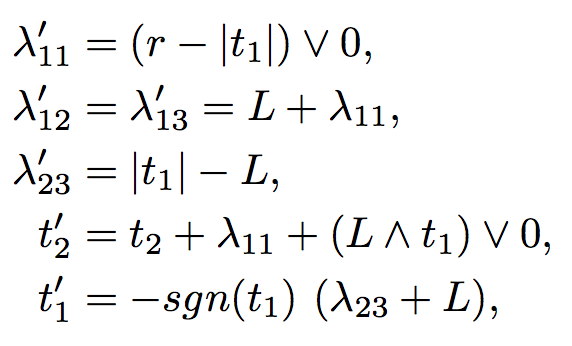 λ′₁₁ = (r − |t₁|) ∨ 0,
λ′₁₂ = λ′₁₃ = L + λ₁₁,
λ′₂₃ = |t₁| − L,
t′₂ = t₂ + λ₁₁ + (L ∧ t₁) ∨ 0,
t′₁ = −sgn(t₁) (λ₂₃ + L),